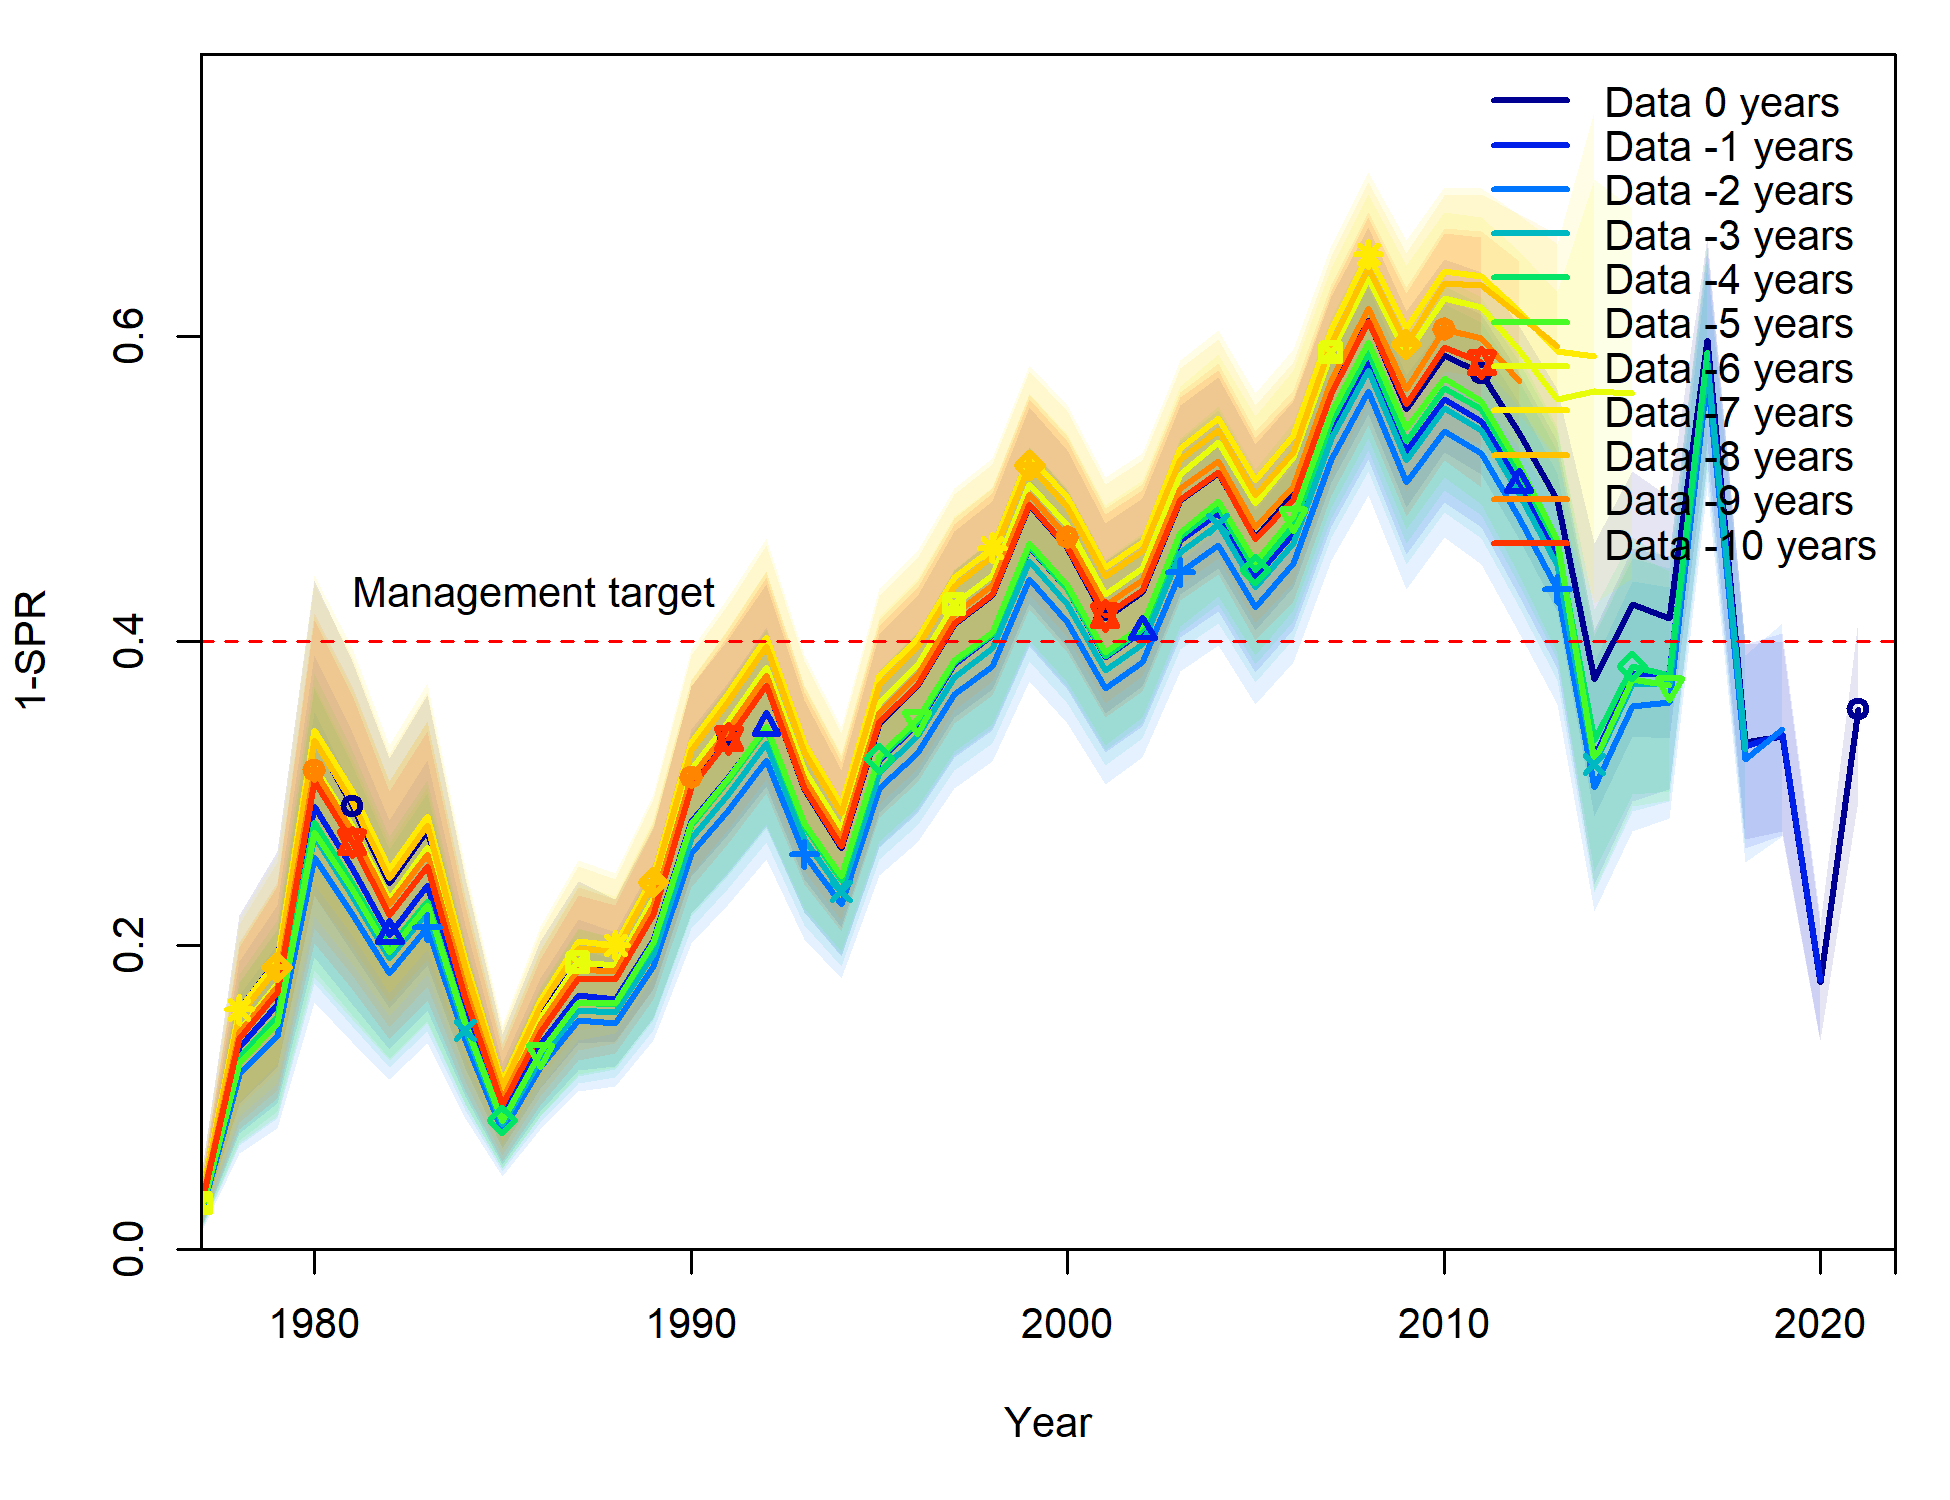 Data 0 years
Data -1 years
Data -2 years
Data -3 years
Data -4 years
Data -5 years
Data -6 years
Data -7 years
Data -8 years
Data -9 years
Data -10 years
Management target
1-SPR
0.0
0.2
0.4
0.6
1980
1990
2000
2010
2020
Year